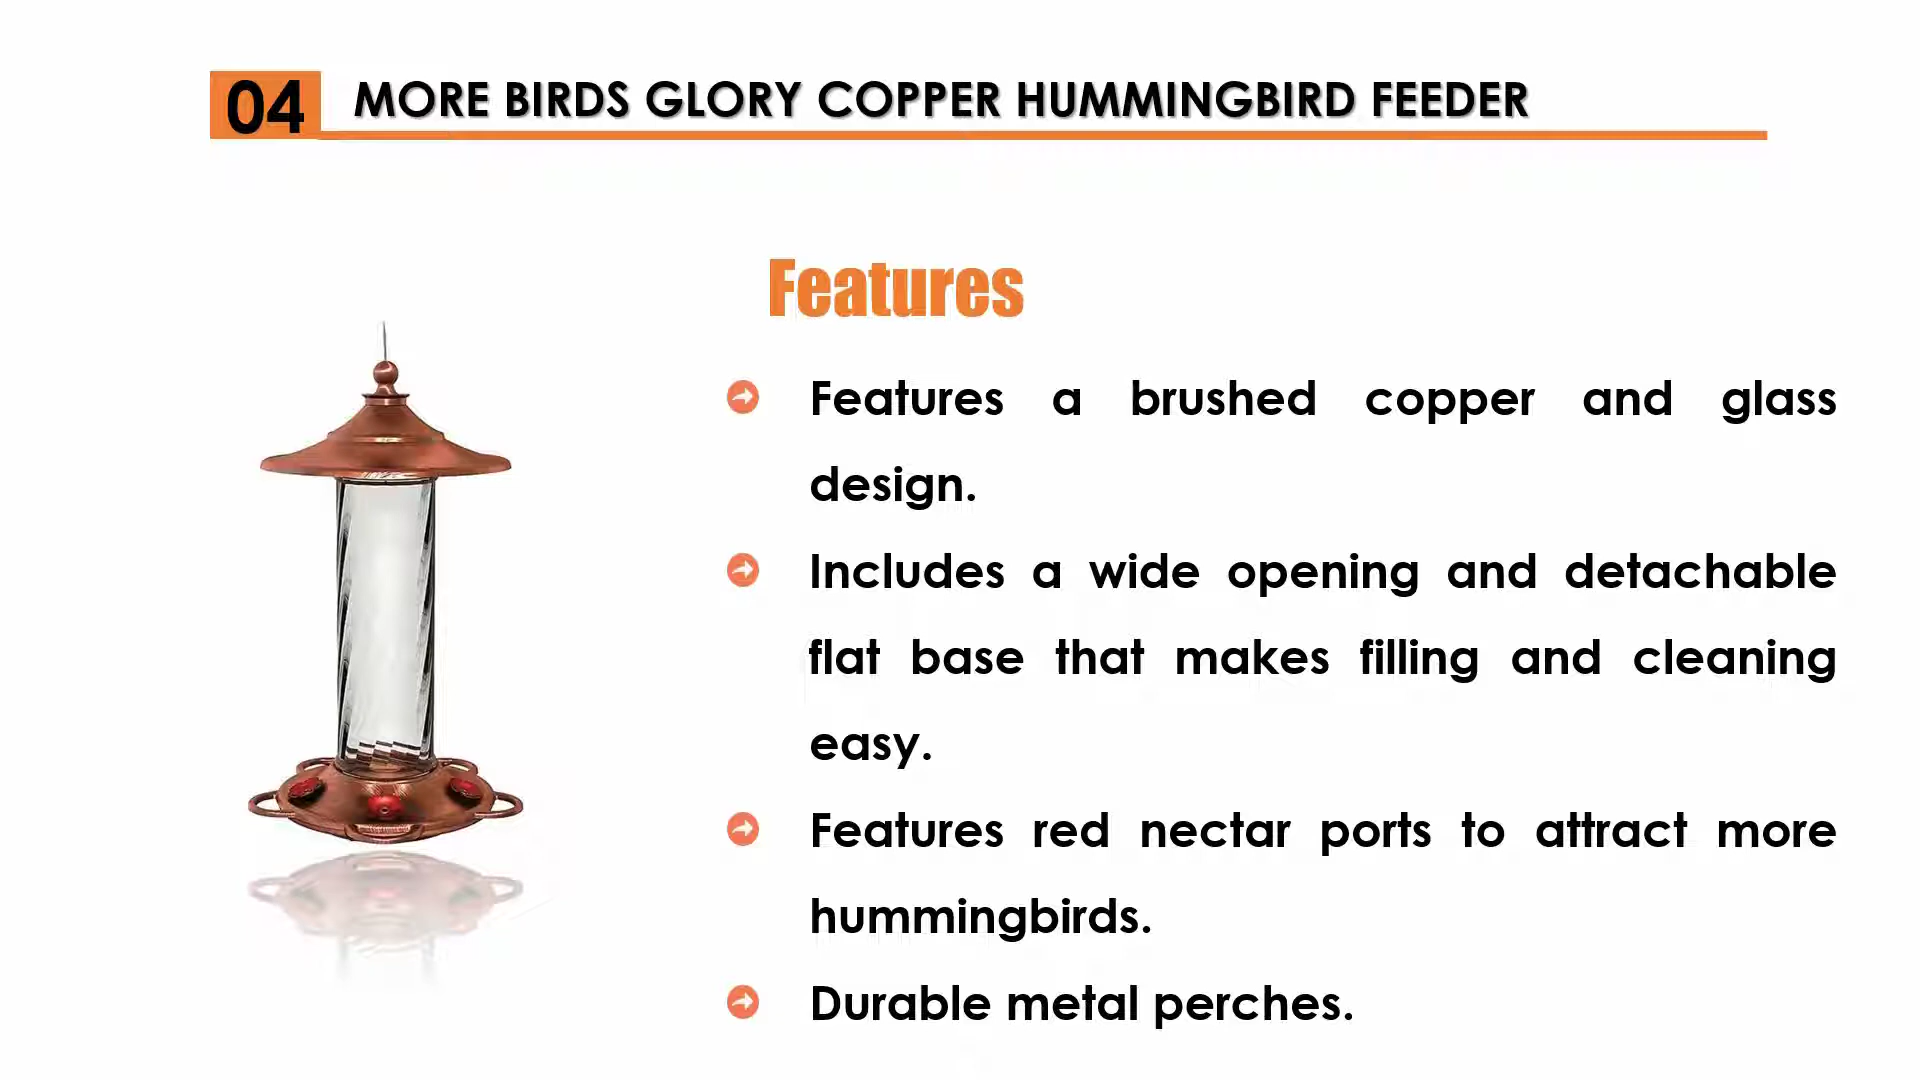 04 MORE BIRDS GLORY COPPER HUMMINGBIRD FEEDER
Features
Features a brushed copper and glass
design.
Includes a wide opening and detachable
flat base that makes filling and cleaning
easy.
Features red nectar ports to attract more
hummingbirds.
Durable metal perches.